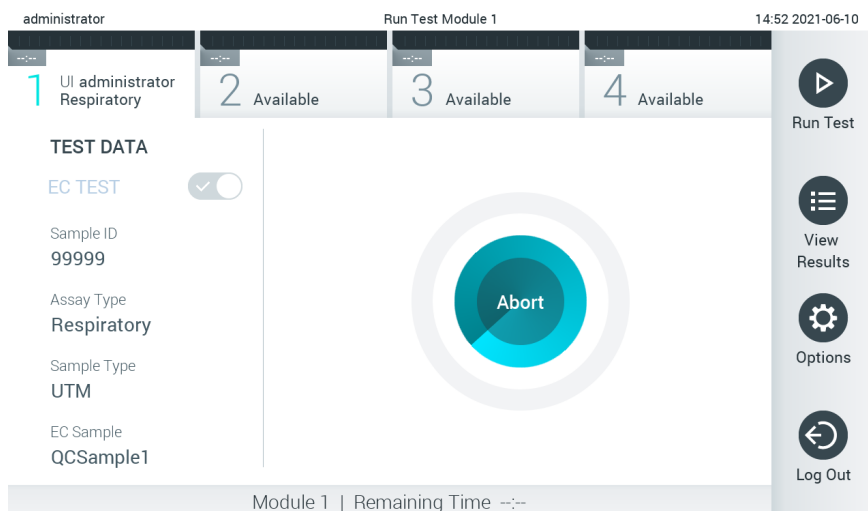 administrator
Run Test Module 1
14:52 2021-06-10
--:--
--:--
--:--
--:--
1 UI administrator
Respiratory
2 Available
3 Available
4 Available
Run Test
TEST DATA
EC TEST
Sample ID
99999
Assay Type
Respiratory
Sample Type
UTM
EC Sample
QCSample1
Abort
View
Results
Options
Log Out
Module 1 | Remaining Time --:--